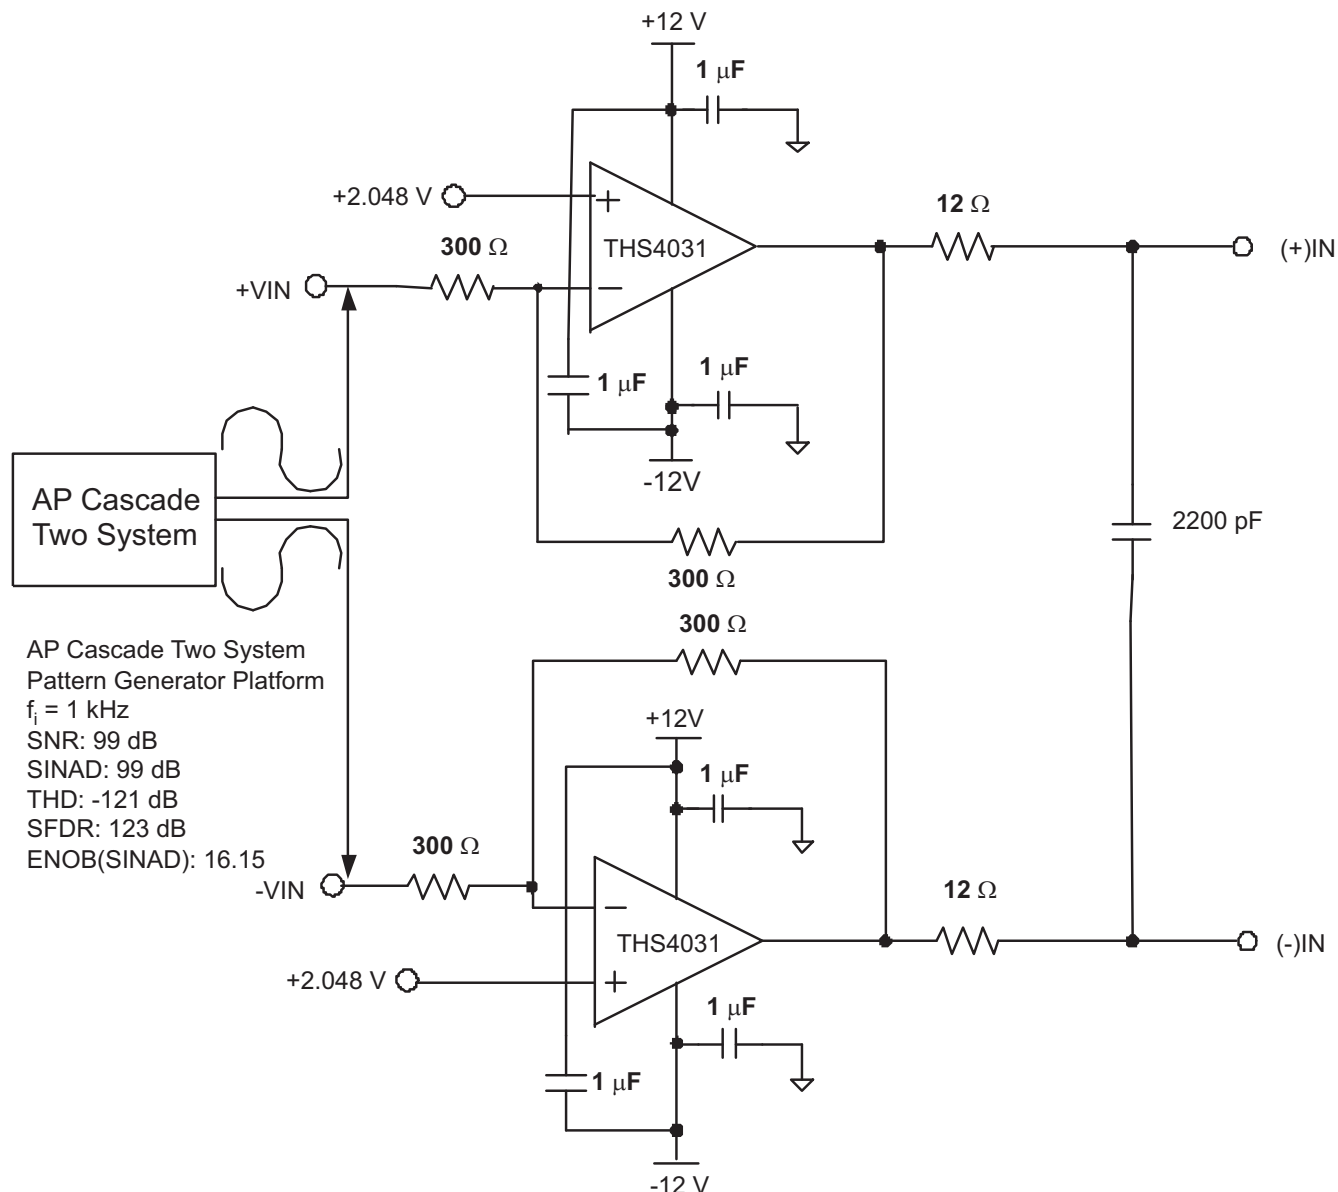 +12 V
1 μF
+2.048 V
+
THS4031
12 Ω
(+)IN
300 Ω
+VIN
−
1 μF
1 μF
-12V
AP Cascade
Two System
2200 pF
300 Ω
300 Ω
AP Cascade Two System
Pattern Generator Platform
fi = 1 kHz
SNR: 99 dB
SINAD: 99 dB
THD: -121 dB
SFDR: 123 dB
ENOB(SINAD): 16.15
+12V
1 μF
300 Ω
-VIN
−
THS4031
12 Ω
(-)IN
+2.048 V
+
1 μF
1 μF
-12 V